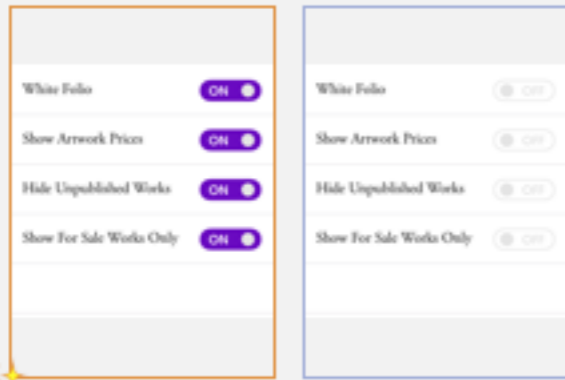 White Folio ON
Show Artwork Prices ON
Hide Unpublished Works ON
Show For Sale Works Only ON
White Folio OFF
Show Artwork Prices OFF
Hide Unpublished Works OFF
Show For Sale Works Only OFF